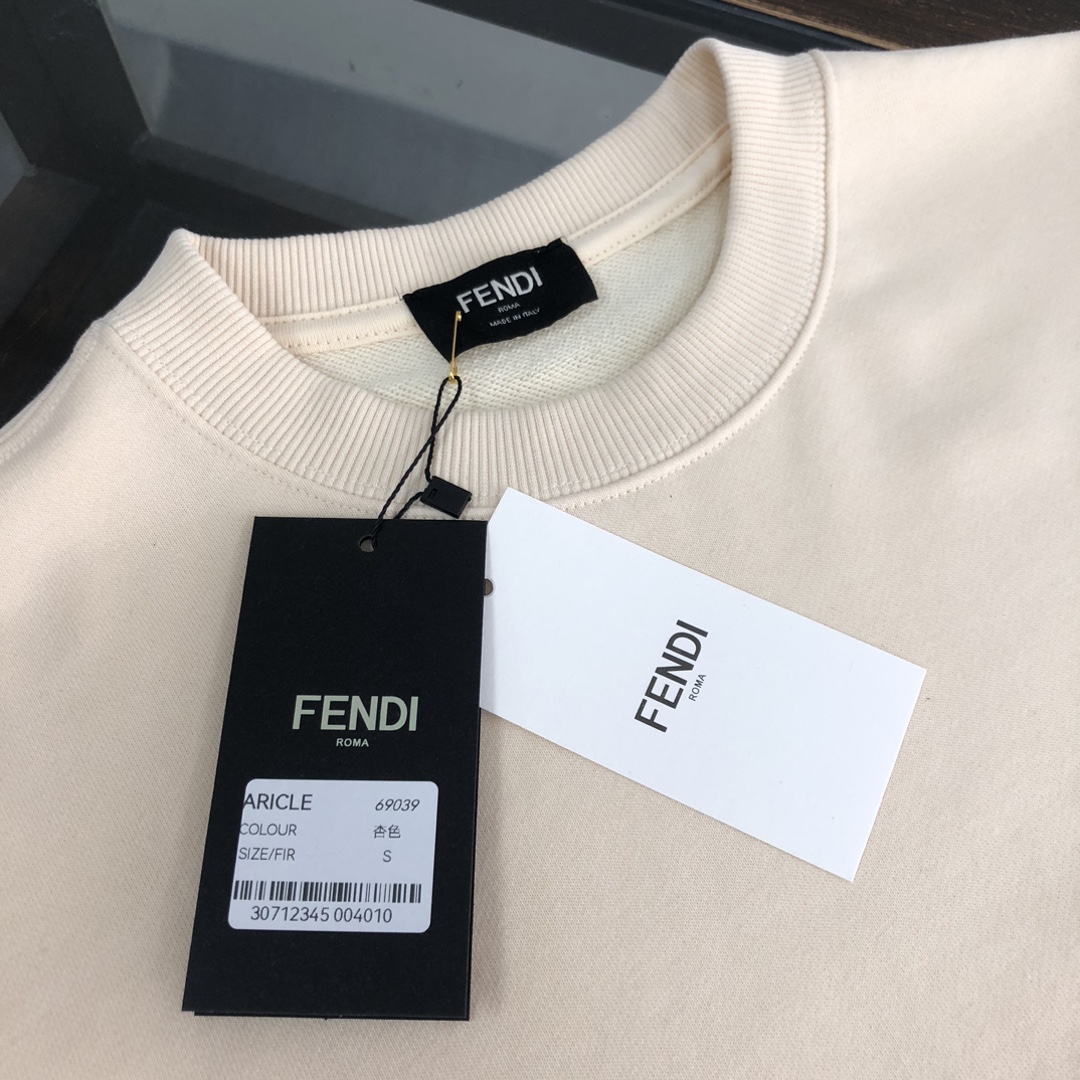 FENDI
ROMA
MADE IN ITALY
FENDI
ROMA
ARICLE 69039
COLOUR 杏色
SIZE/FIR S
30712345 004010
FENDI
ROMA